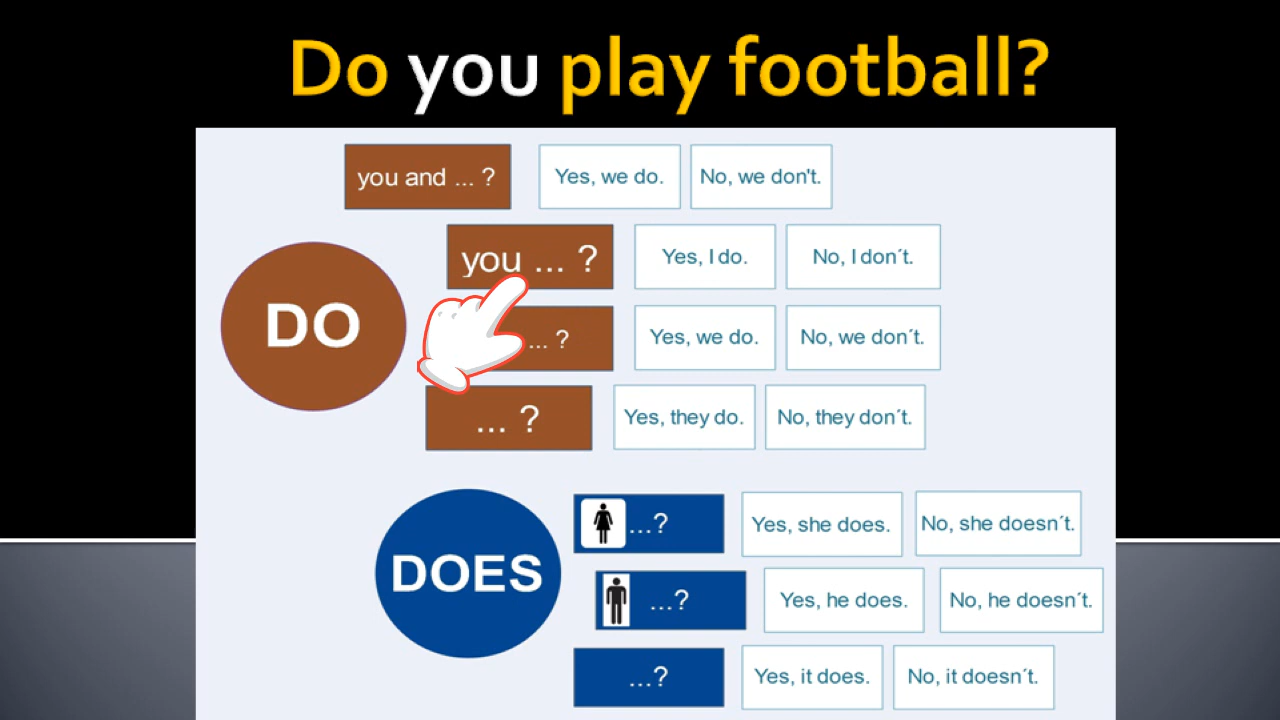 Do you play football?
you and ... ? Yes, we do. No, we don't.
you ... ? Yes, I do. No, I don´t.
DO
... ? Yes, we do. No, we don´t.
... ? Yes, they do. No, they don´t.
...? Yes, she does. No, she doesn´t.
DOES
...? Yes, he does. No, he doesn´t.
...? Yes, it does. No, it doesn´t.